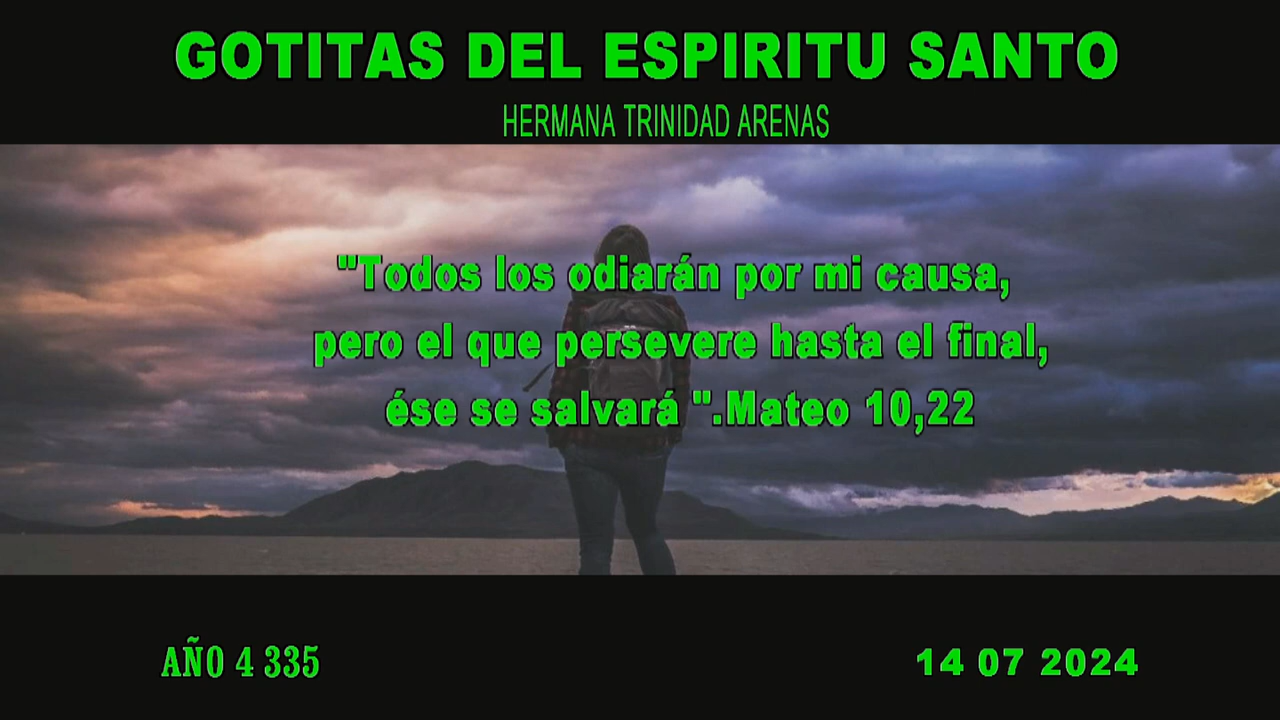 GOTITAS DEL ESPIRITU SANTO
HERMANA TRINIDAD ARENAS
"Todos los odiarán por mi causa,
pero el que persevere hasta el final,
ése se salvará ".Mateo 10,22
AÑO 4 335
14 07 2024